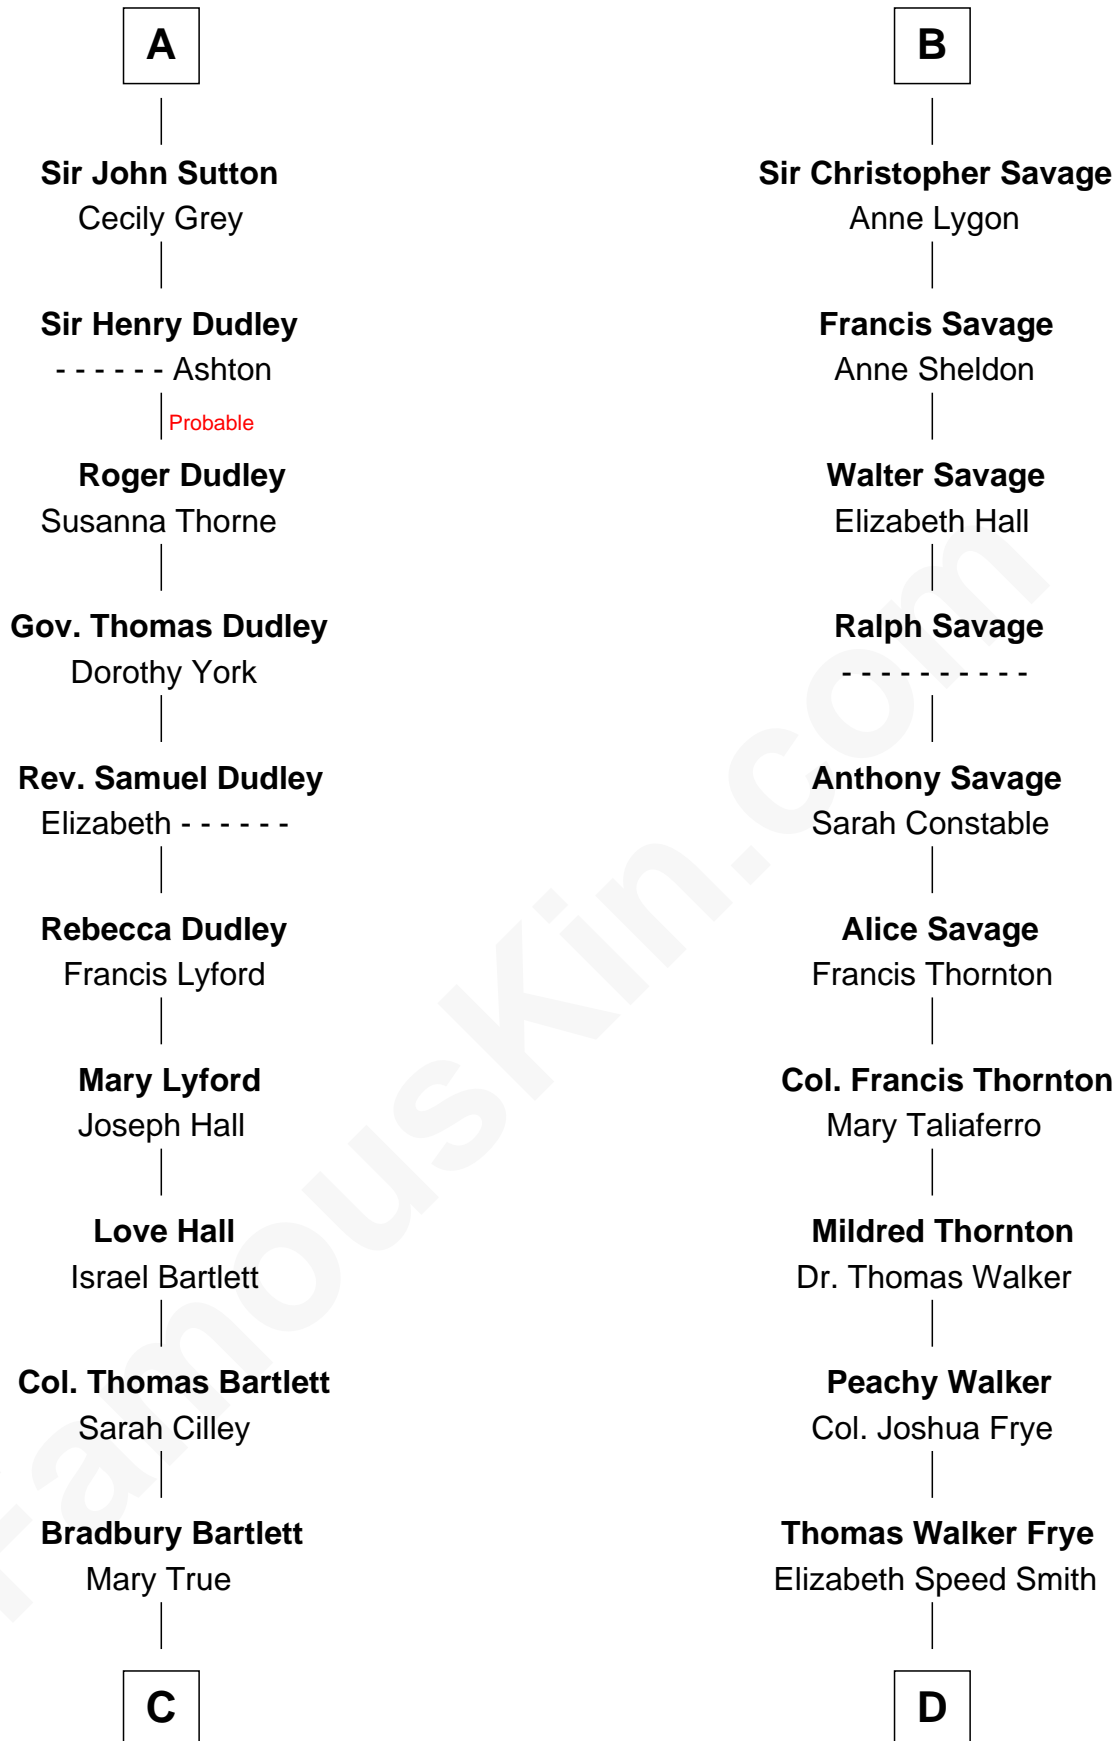 A
Sir John Sutton
Cecily Grey
Sir Henry Dudley
- - - - - - Ashton
Probable
Roger Dudley
Susanna Thorne
Gov. Thomas Dudley
Dorothy York
Rev. Samuel Dudley
Elizabeth - - - - - -
Rebecca Dudley
Francis Lyford
Mary Lyford
Joseph Hall
Love Hall
Israel Bartlett
Col. Thomas Bartlett
Sarah Cilley
Bradbury Bartlett
Mary True
C
B
Sir Christopher Savage
Anne Lygon
Francis Savage
Anne Sheldon
Walter Savage
Elizabeth Hall
Ralph Savage
- - - - - - - - - -
Anthony Savage
Sarah Constable
Alice Savage
Francis Thornton
Col. Francis Thornton
Mary Taliaferro
Mildred Thornton
Dr. Thomas Walker
Peachy Walker
Col. Joshua Frye
Thomas Walker Frye
Elizabeth Speed Smith
D
FamousKin.com